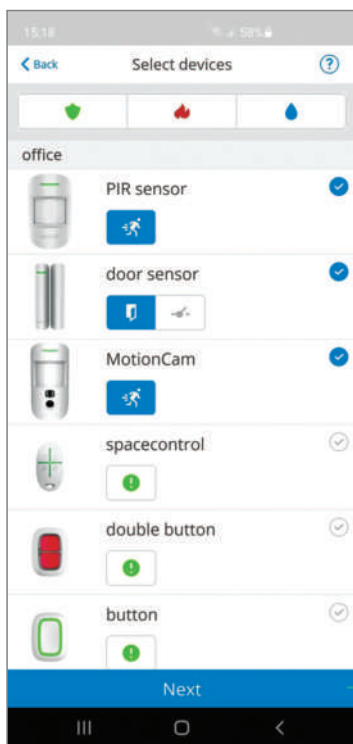 15:18 58%
Back Select devices ?
office
PIR sensor
door sensor
MotionCam
spacecontrol
double button
button
Next